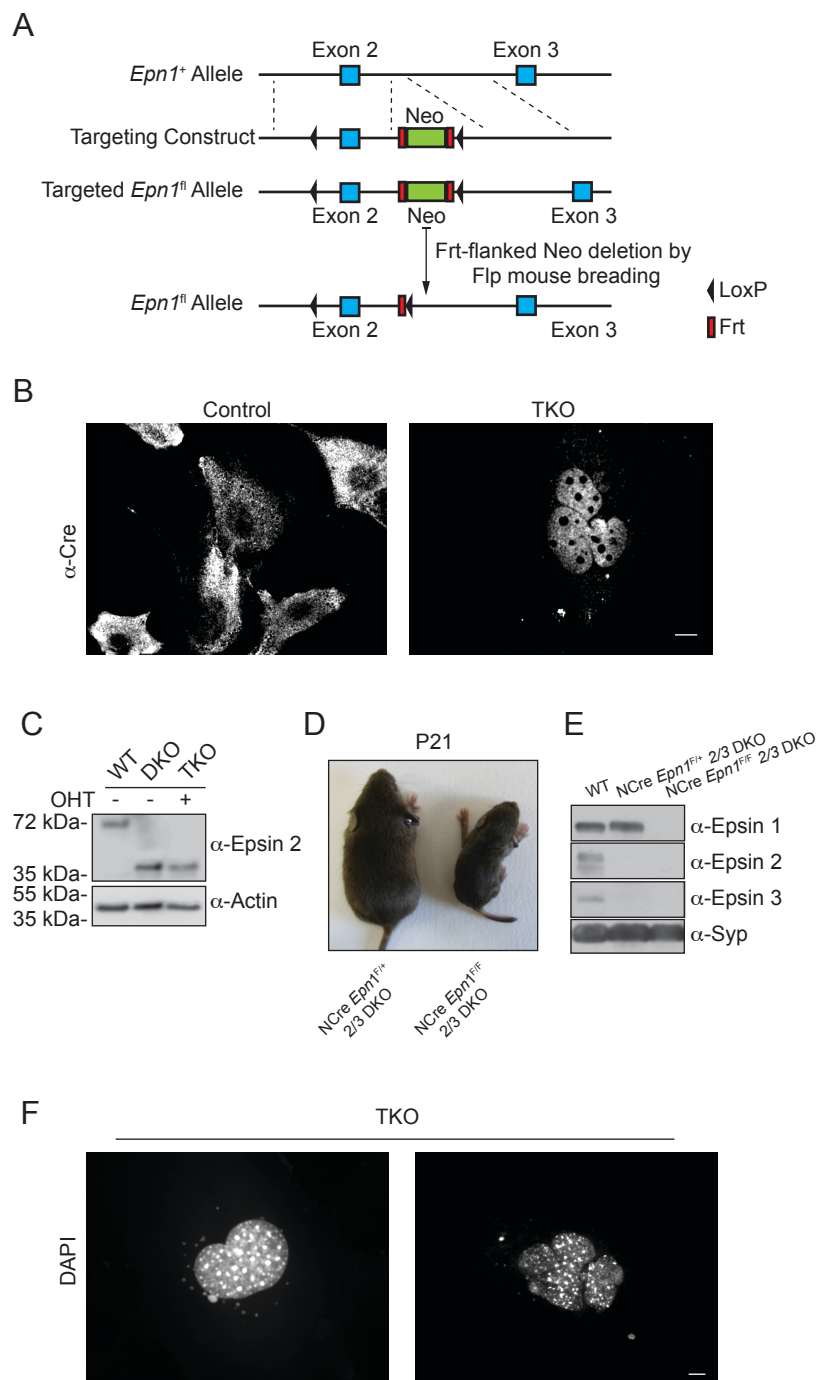 A
Exon 2
Exon 3
Epn1⁺ Allele
Neo
Targeting Construct
Targeted Epn1ᶠˡ Allele
Exon 2
Neo
Exon 3
Frt-flanked Neo deletion by
Flp mouse breading
Epn1ᶠˡ Allele
Exon 2
Exon 3
LoxP
Frt
B
Control
TKO
α-Cre
C
WT
DKO
TKO
OHT
-
-
+
72 kDa-
35 kDa-
α-Epsin 2
55 kDa-
35 kDa-
α-Actin
D
P21
NCre Epn1F/+
2/3 DKO
NCre Epn1F/F
2/3 DKO
E
WT
NCre Epn1F/+ 2/3 DKO
NCre Epn1F/F 2/3 DKO
α-Epsin 1
α-Epsin 2
α-Epsin 3
α-Syp
F
TKO
DAPI